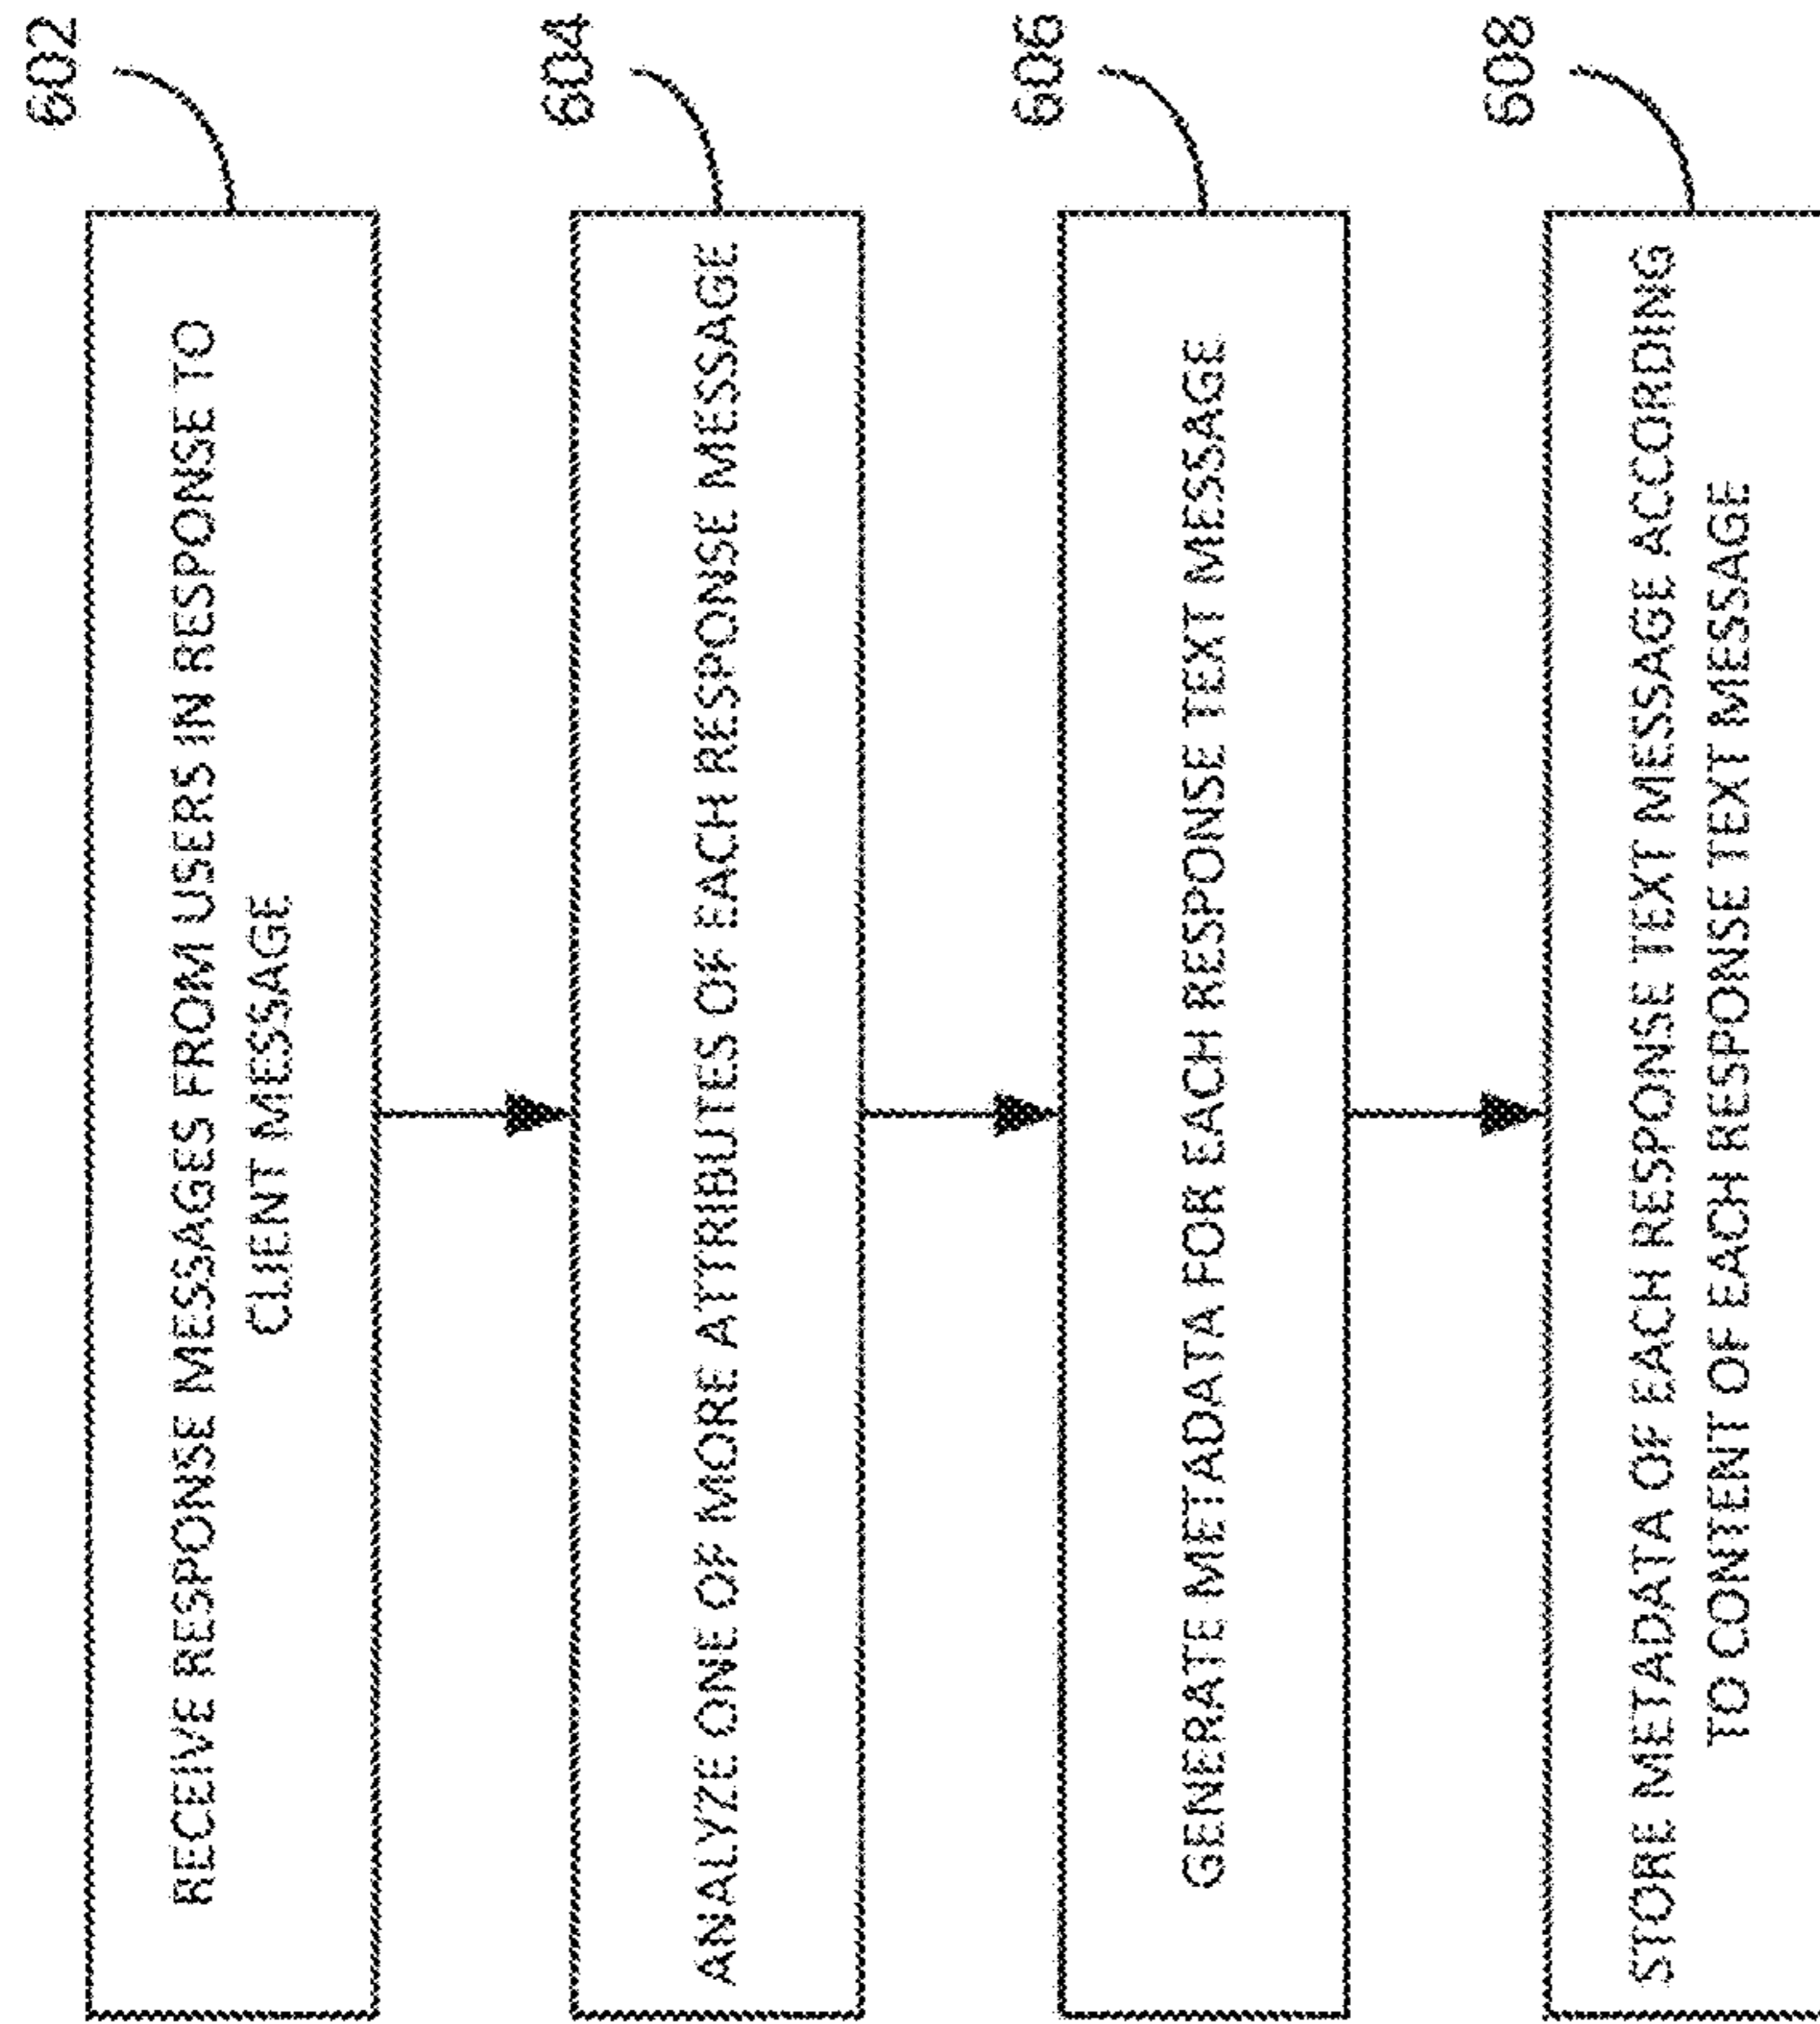 602
RECEIVE RESPONSE MESSAGES FROM USERS IN RESPONSE TO
CLIENT MESSAGE
604
ANALYZE ONE OF MORE ATTRIBUTES OF EACH RESPONSE MESSAGE
606
GENERATE METADATA FOR EACH RESPONSE TEXT MESSAGE
608
STORE METADATA OF EACH RESPONSE TEXT MESSAGE ACCORDING
TO CONTENT OF EACH RESPONSE TEXT MESSAGE